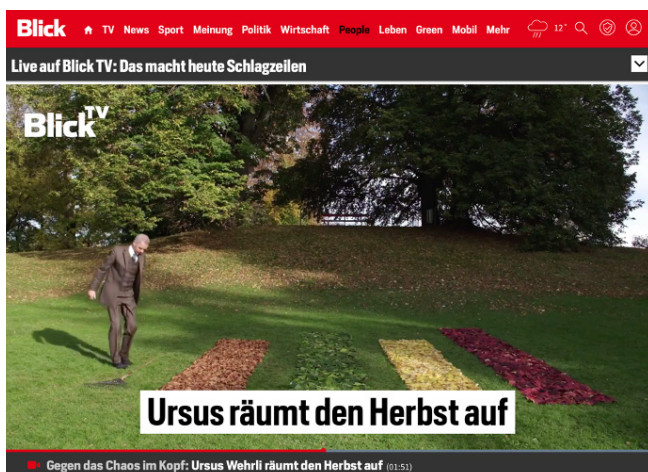 Blick TV News Sport Meinung Politik Wirtschaft People Leben Green Mobil Mehr 12°
Live auf Blick TV: Das macht heute Schlagzeilen
Blick TV
Ursus räumt den Herbst auf
Gegen das Chaos im Kopf: Ursus Wehrli räumt den Herbst auf (01:51)